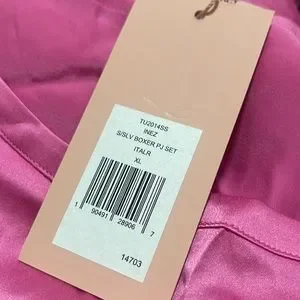 TU2014SS
INEZ
S/SLV BOXER PJ SET
ITALR
XL
1 90491 28906 7
14703